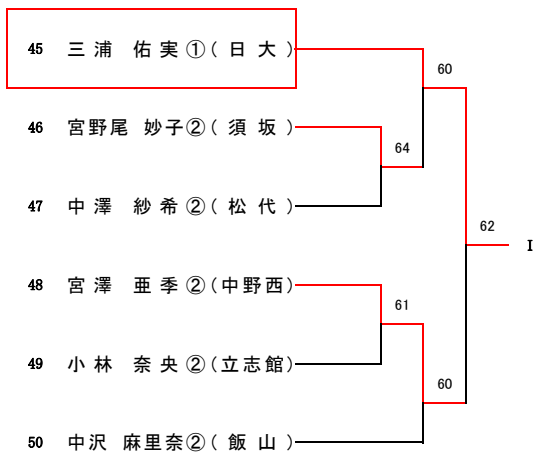 45 三浦 佑実①(日大)
60
46 宮野尾 妙子②(須坂)
64
47 中澤 紗希②(松代)
62
I
48 宮澤 亜季②(中野西)
61
49 小林 奈央②(立志館)
60
50 中沢 麻里奈②(飯山)